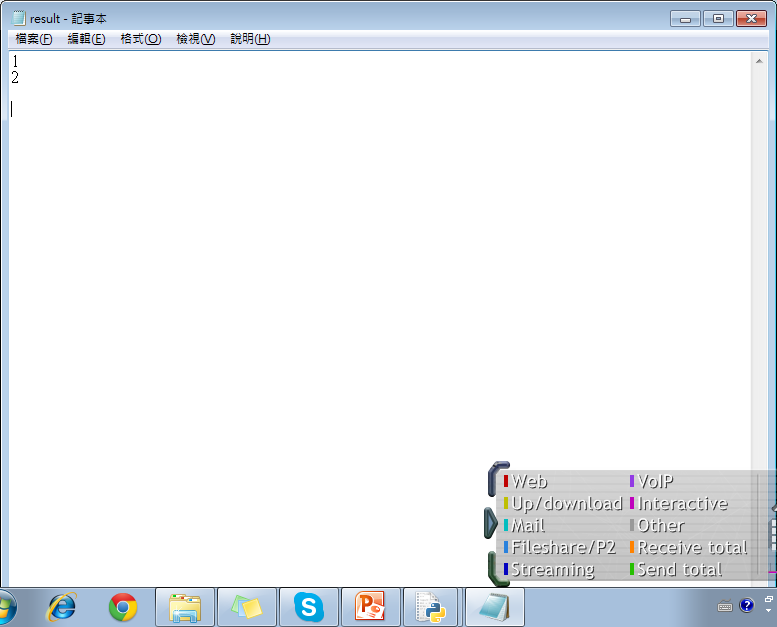 result - 記事本
檔案(F) 編輯(E) 格式(O) 檢視(V) 說明(H)
1
2
Web VoIP
Up/download Interactive
Mail Other
Fileshare/P2 Receive total
Streaming Send total